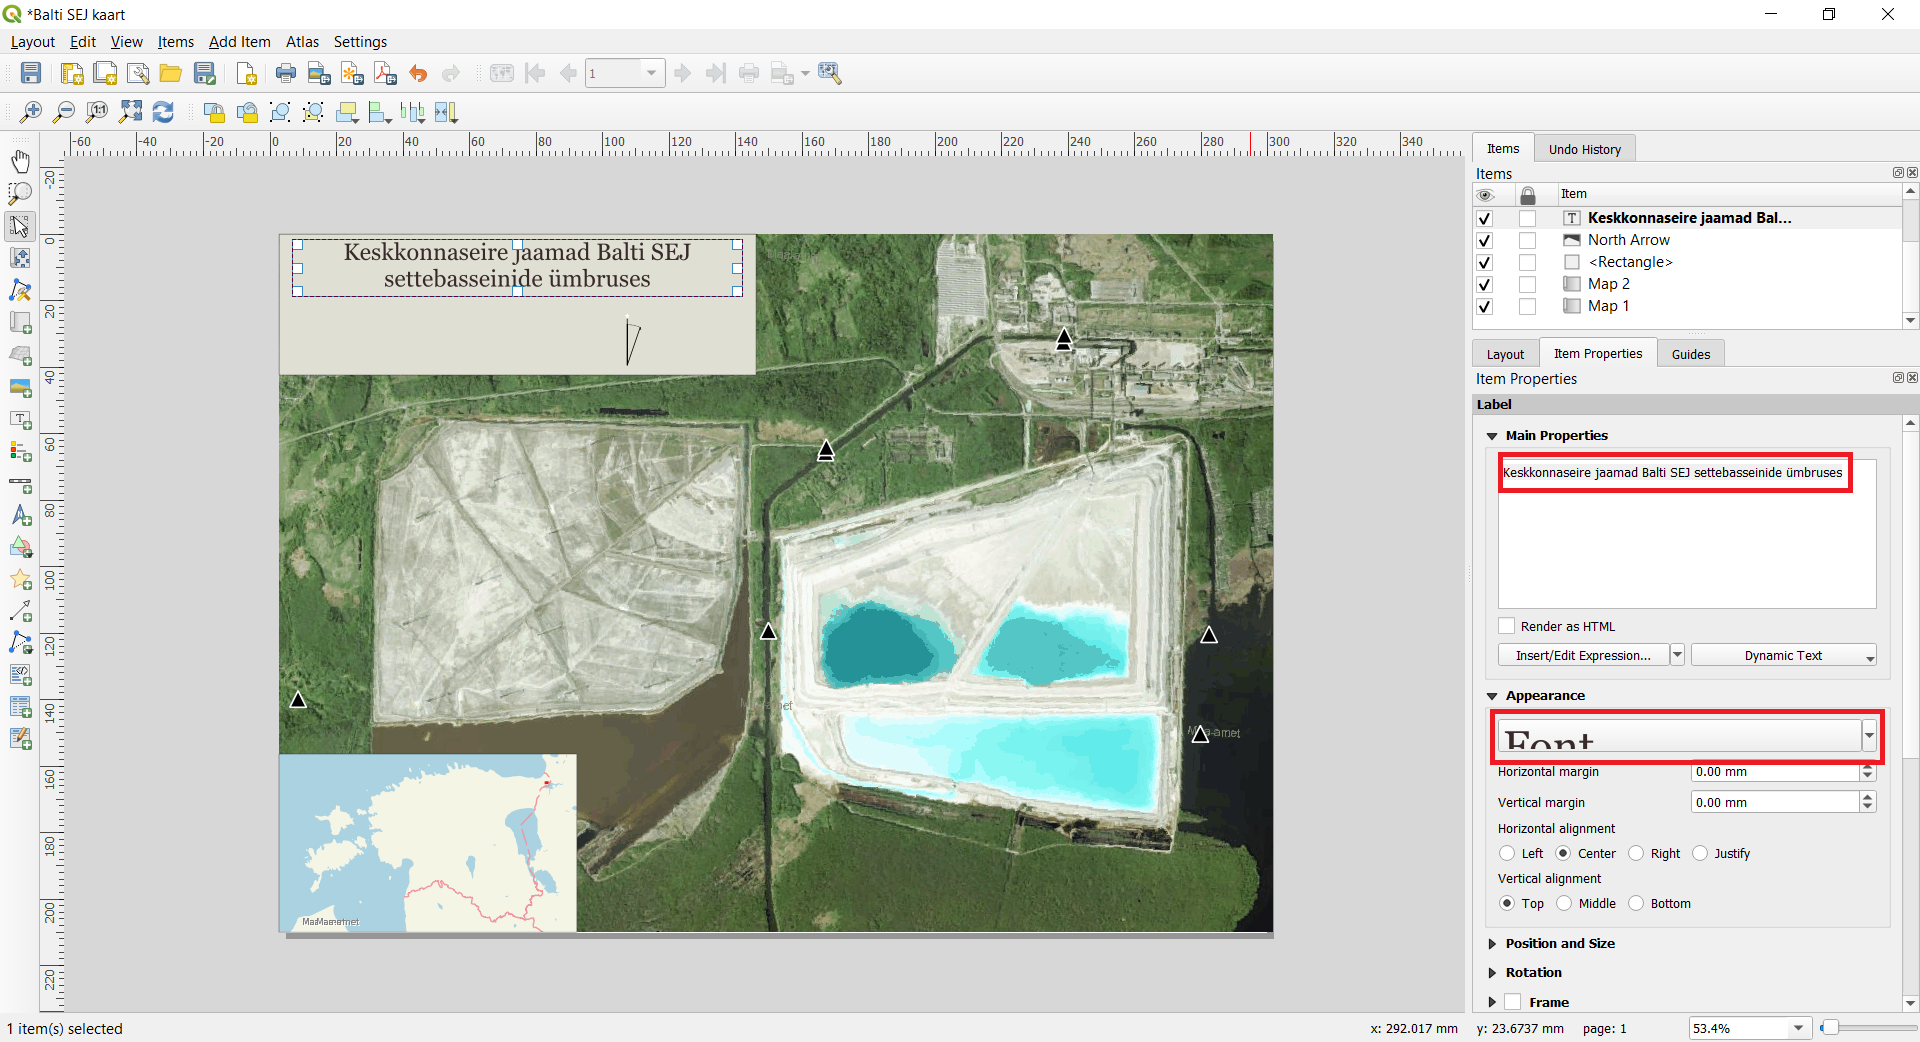 *Balti SEJ kaart
Layout Edit View Items Add Item Atlas Settings
1
-60 -40 -20 0 20 40 60 80 100 120 140 160 180 200 220 240 260 280 300 320 340
-20 0 20 40 60 80 100 120 140 160 180 200 220
Keskkonnaseire jaamad Balti SEJ
settebasseinide ümbruses
Items Undo History
Items
Item
Keskkonnaseire jaamad Bal...
North Arrow
<Rectangle>
Map 2
Map 1
Layout Item Properties Guides
Item Properties
Label
Main Properties
Keskkonnaseire jaamad Balti SEJ settebasseinide ümbruses
Render as HTML
Insert/Edit Expression... Dynamic Text
Appearance
Font
Horizontal margin 0.00 mm
Vertical margin 0.00 mm
Horizontal alignment
Left Center Right Justify
Vertical alignment
Top Middle Bottom
Position and Size
Rotation
Frame
1 item(s) selected
x: 292.017 mm y: 23.6737 mm page: 1 53.4%